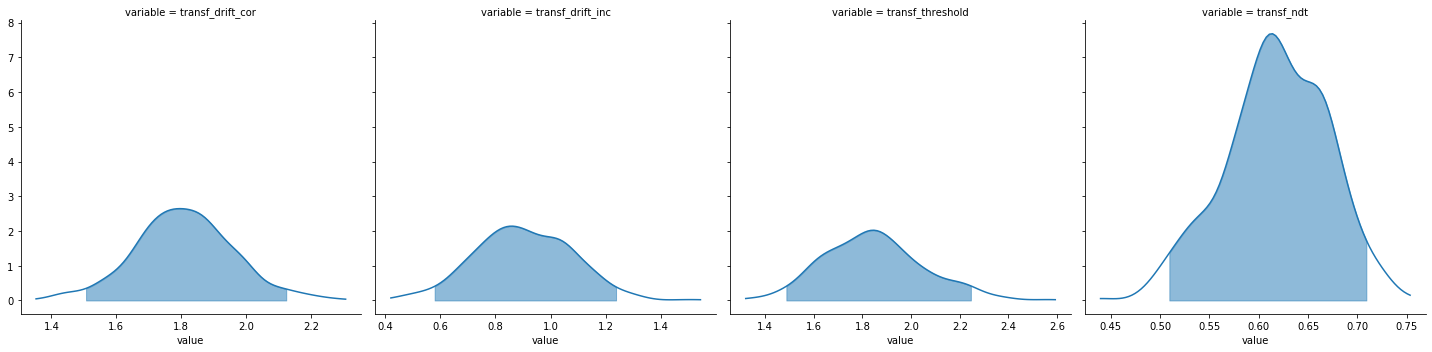 variable = transf_drift_cor
variable = transf_drift_inc
variable = transf_threshold
variable = transf_ndt
8
7
6
5
4
3
2
1
0
1.4 1.6 1.8 2.0 2.2
0.4 0.6 0.8 1.0 1.2 1.4
1.4 1.6 1.8 2.0 2.2 2.4 2.6
0.45 0.50 0.55 0.60 0.65 0.70 0.75
value
value
value
value